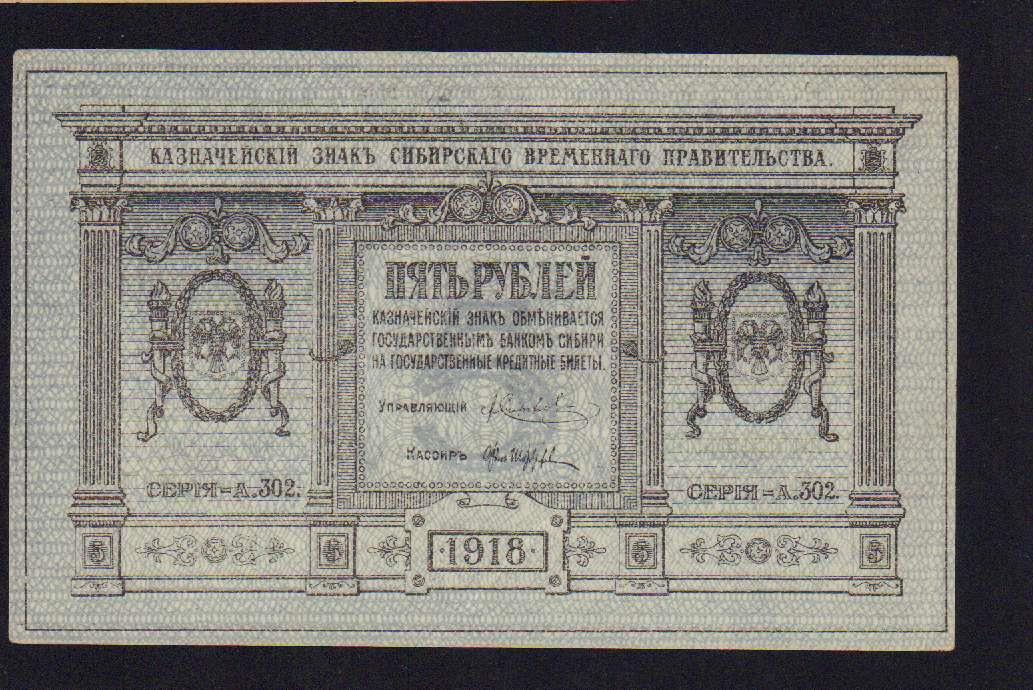 КАЗНАЧЕЙСКІЙ ЗНАКЪ СИБИРСКАГО ВРЕМЕННАГО ПРАВИТЕЛЬСТВА.
ПЯТЬ РУБЛЕЙ
КАЗНАЧЕЙСКІЙ ЗНАКЪ ОБМѢНИВАЕТСЯ
ГОСУДАРСТВЕННЫМЪ БАНКОМЪ СИБИРИ
НА ГОСУДАРСТВЕННЫЕ КРЕДИТНЫЕ БИЛЕТЫ.
УПРАВЛЯЮЩІЙ
КАССИРЪ
СЕРІЯ=А.302. СЕРІЯ=А.302.
5 5 ·1918· 5 5